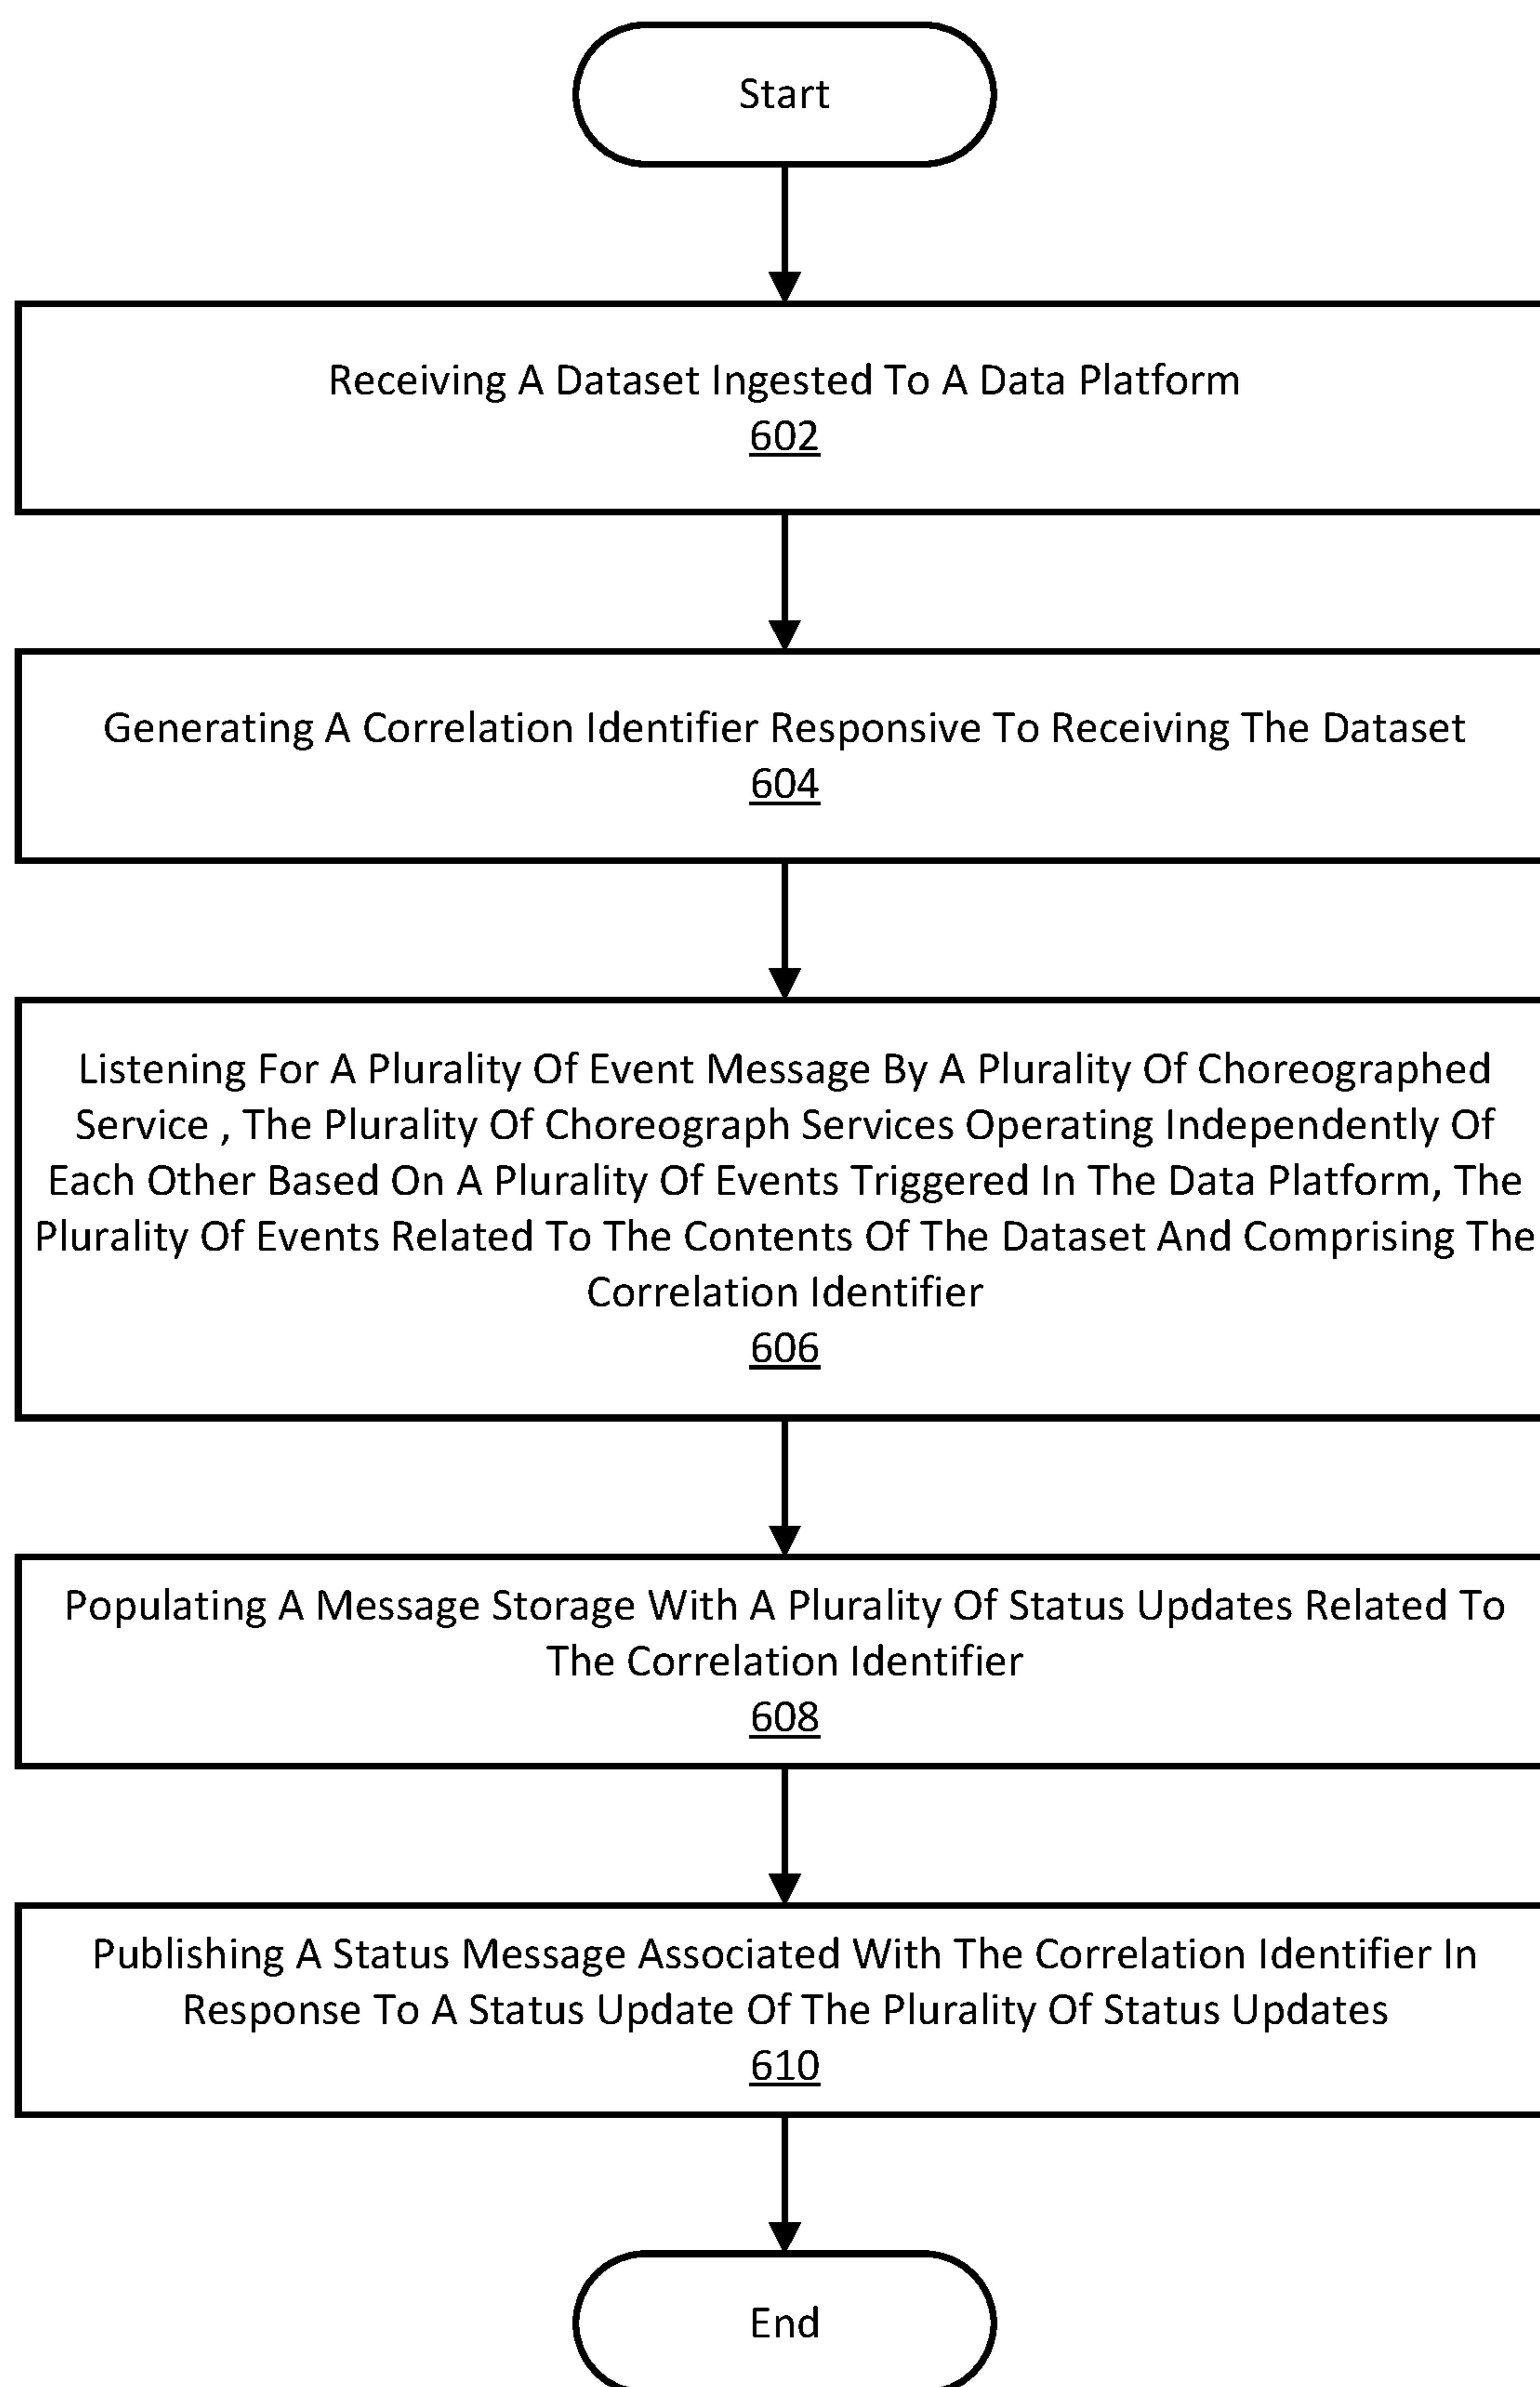 Start
Receiving A Dataset Ingested To A Data Platform
602
Generating A Correlation Identifier Responsive To Receiving The Dataset
604
Listening For A Plurality Of Event Message By A Plurality Of Choreographed
Service , The Plurality Of Choreograph Services Operating Independently Of
Each Other Based On A Plurality Of Events Triggered In The Data Platform, The
Plurality Of Events Related To The Contents Of The Dataset And Comprising The
Correlation Identifier
606
Populating A Message Storage With A Plurality Of Status Updates Related To
The Correlation Identifier
608
Publishing A Status Message Associated With The Correlation Identifier In
Response To A Status Update Of The Plurality Of Status Updates
610
End